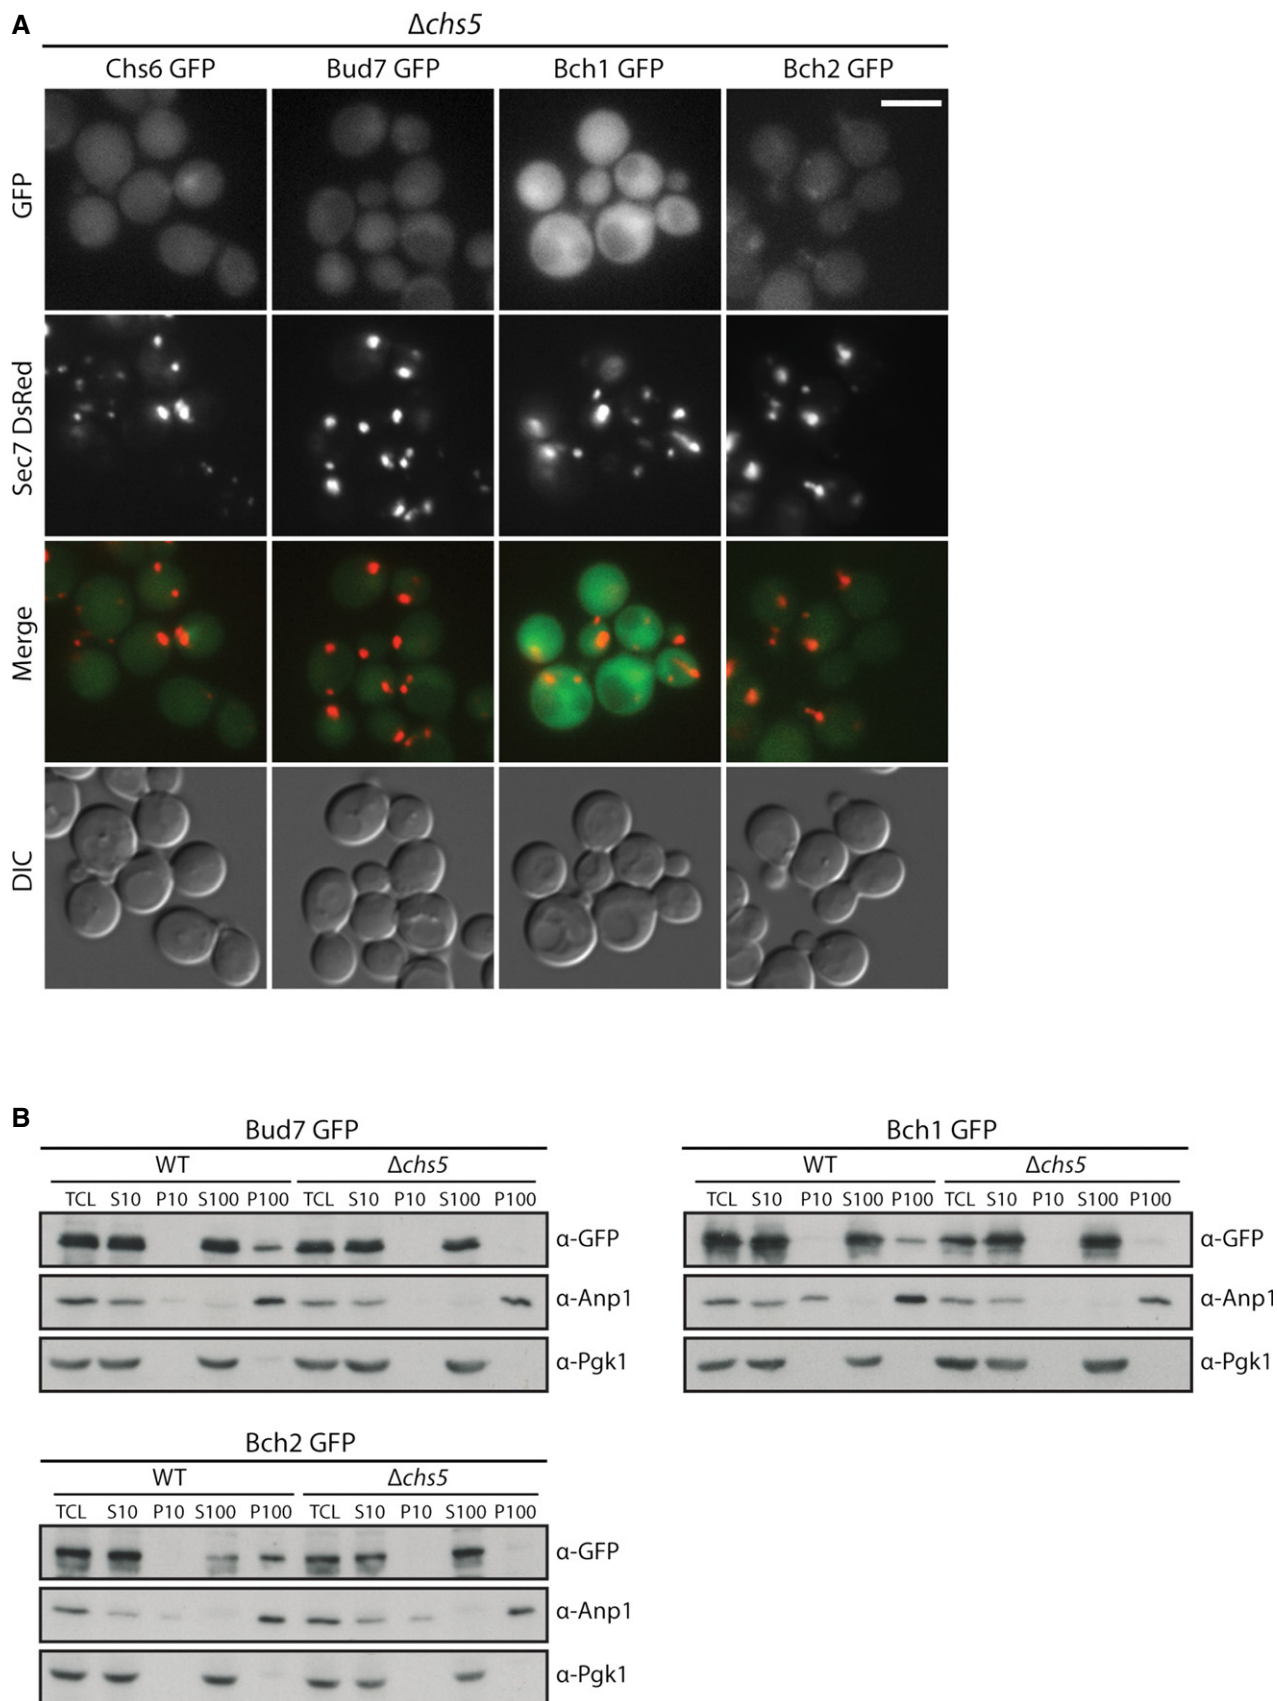 A
Δchs5
Chs6 GFP Bud7 GFP Bch1 GFP Bch2 GFP
GFP
Sec7 DsRed
Merge
DIC
B
Bud7 GFP
WT Δchs5
TCL S10 P10 S100 P100 TCL S10 P10 S100 P100
α-GFP
α-Anp1
α-Pgk1
Bch1 GFP
WT Δchs5
TCL S10 P10 S100 P100 TCL S10 P10 S100 P100
α-GFP
α-Anp1
α-Pgk1
Bch2 GFP
WT Δchs5
TCL S10 P10 S100 P100 TCL S10 P10 S100 P100
α-GFP
α-Anp1
α-Pgk1